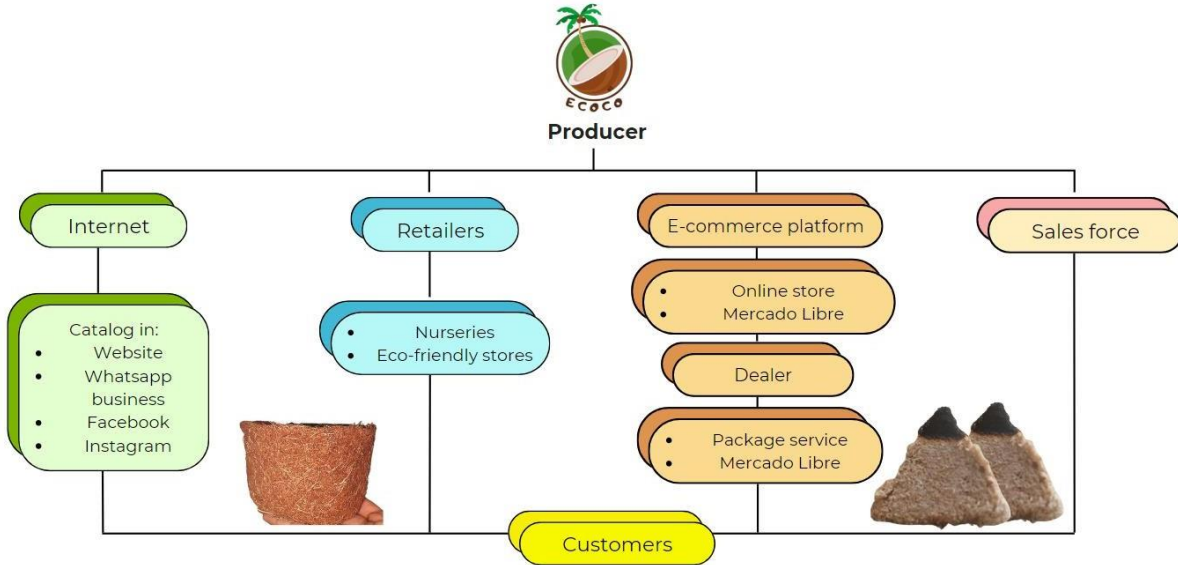 ECOCO
Producer
Internet
Catalog in:
• Website
• Whatsapp
business
• Facebook
• Instagram
Retailers
• Nurseries
• Eco-friendly stores
E-commerce platform
• Online store
• Mercado Libre
Dealer
• Package service
• Mercado Libre
Sales force
Customers